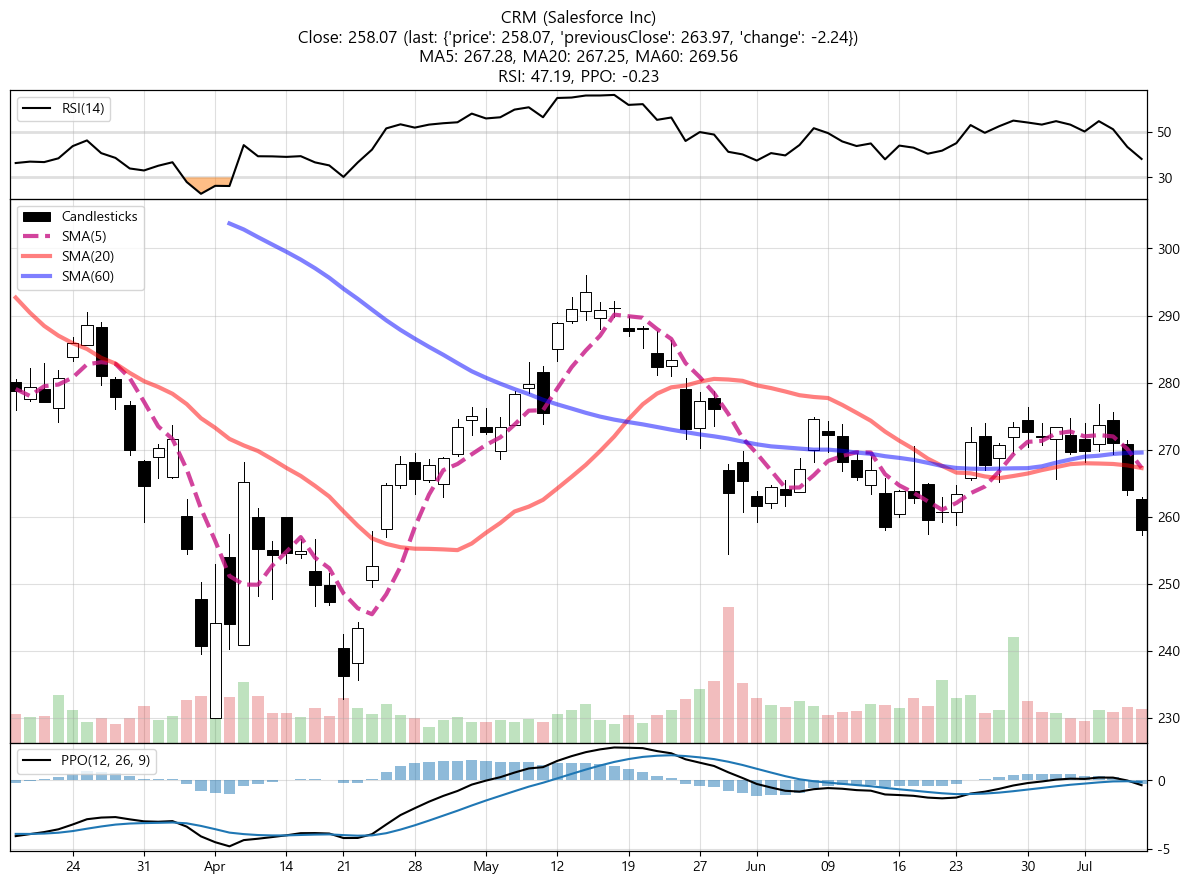 CRM (Salesforce Inc)
Close: 258.07 (last: {'price': 258.07, 'previousClose': 263.97, 'change': -2.24})
MA5: 267.28, MA20: 267.25, MA60: 269.56
RSI: 47.19, PPO: -0.23
RSI(14)
50
30
Candlesticks
SMA(5)
SMA(20)
SMA(60)
300
290
280
270
260
250
240
230
PPO(12, 26, 9)
0
-5
24 31 Apr 14 21 28 May 12 19 27 Jun 09 16 23 30 Jul